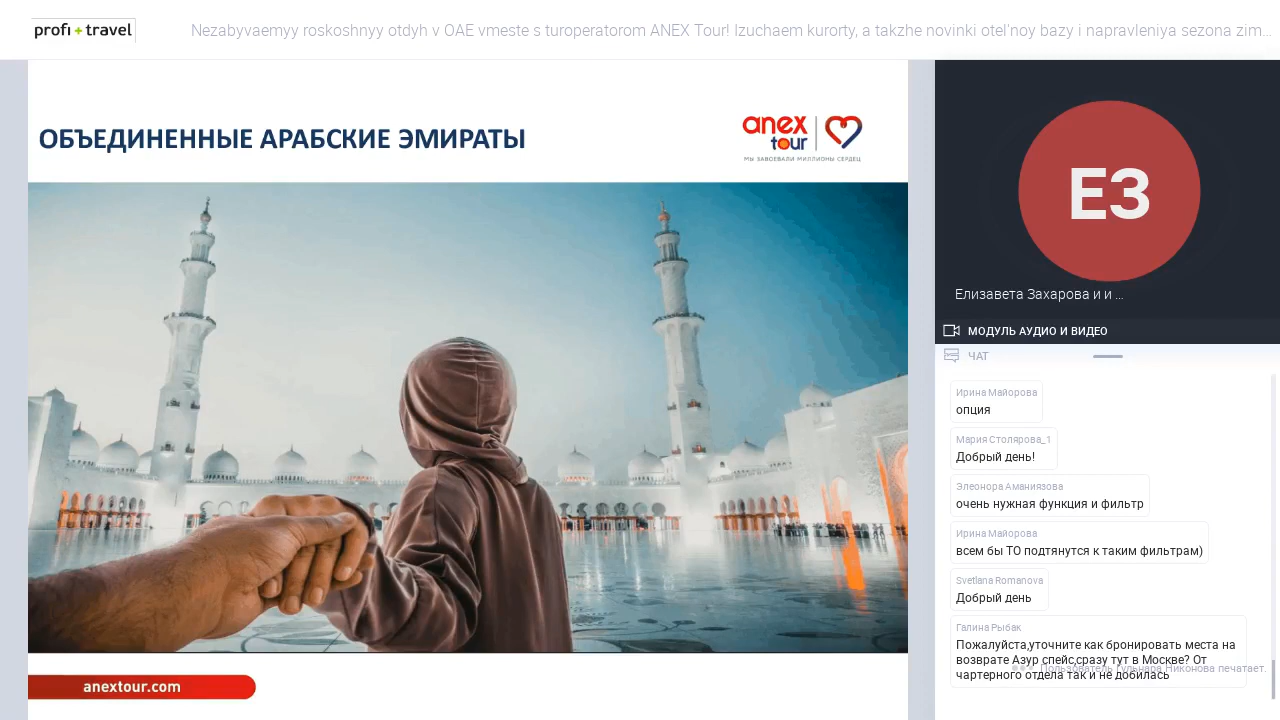 profi + travel
Nezabyvaemyy roskoshnyy otdyh v OAE vmeste s turoperatorom ANEX Tour! Izuchaem kurorty, a takzhe novinki otel'noy bazy i napravleniya sezona zim...
ОБЪЕДИНЕННЫЕ АРАБСКИЕ ЭМИРАТЫ
anex
tour
МЫ ЗАВОЕВАЛИ МИЛЛИОНЫ СЕРДЕЦ
anextour.com
ЕЗ
Елизавета Захарова и и ...
МОДУЛЬ АУДИО И ВИДЕО
ЧАТ
Ирина Майорова
опция
Мария Столярова_1
Добрый день!
Элеонора Аманиязова
очень нужная функция и фильтр
Ирина Майорова
всем бы ТО подтянутся к таким фильтрам)
Svetlana Romanova
Добрый день
Галина Рыбак
Пожалуйста,уточните как бронировать места на
возврате Азур спейс,сразу тут в Москве? От
Пользователь Гульнара Никонова печатает.
чартерного отдела так и не добилась